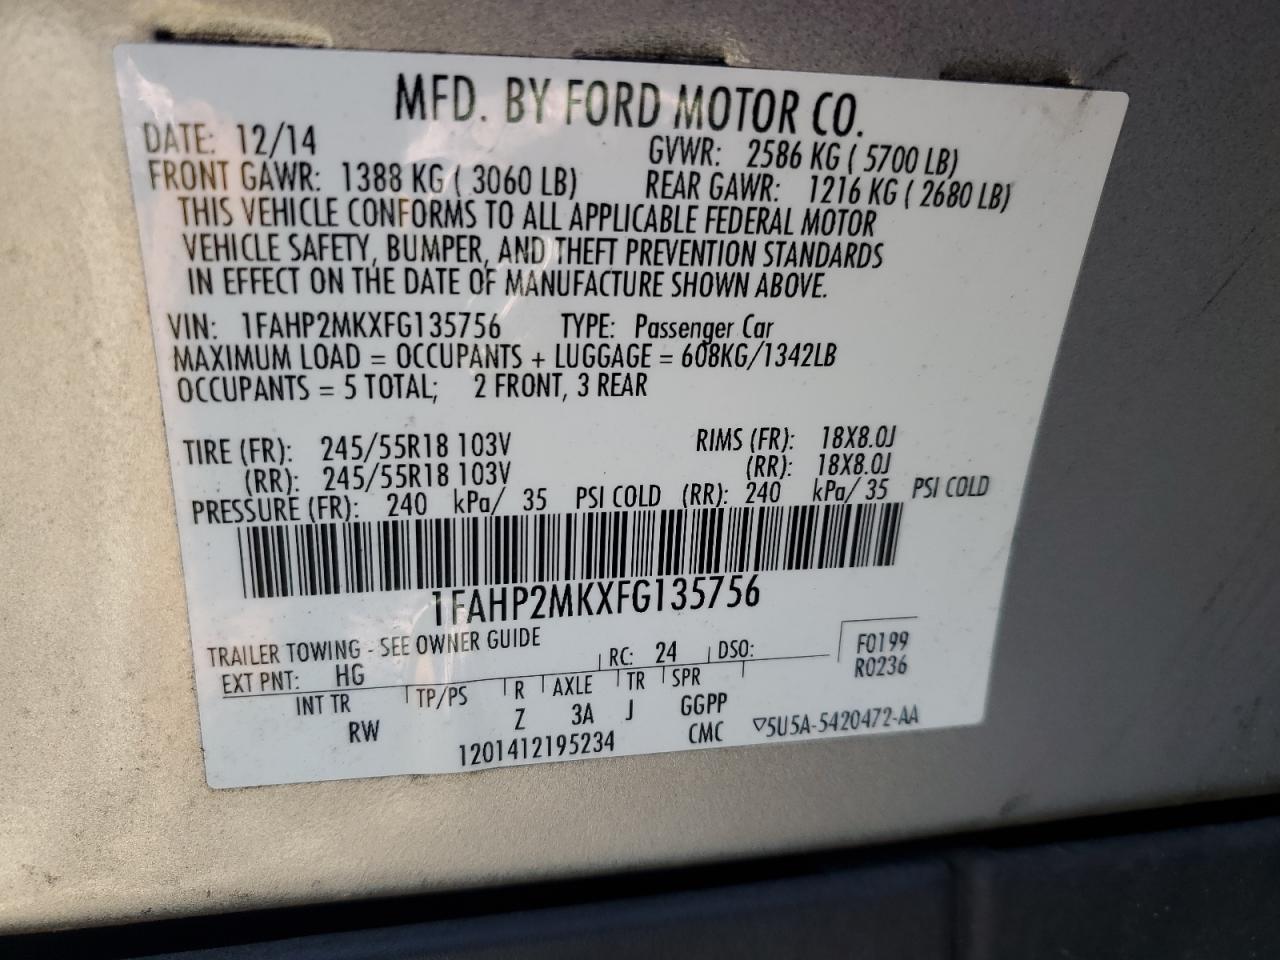 MFD. BY FORD MOTOR CO.
DATE: 12/14 GVWR: 2586 KG ( 5700 LB)
FRONT GAWR: 1388 KG ( 3060 LB) REAR GAWR: 1216 KG ( 2680 LB)
THIS VEHICLE CONFORMS TO ALL APPLICABLE FEDERAL MOTOR
VEHICLE SAFETY, BUMPER, AND THEFT PREVENTION STANDARDS
IN EFFECT ON THE DATE OF MANUFACTURE SHOWN ABOVE.
VIN: 1FAHP2MKXFG135756 TYPE: Passenger Car
MAXIMUM LOAD = OCCUPANTS + LUGGAGE = 608KG/1342LB
OCCUPANTS = 5 TOTAL; 2 FRONT, 3 REAR
TIRE (FR): 245/55R18 103V RIMS (FR): 18X8.0J
(RR): 245/55R18 103V (RR): 18X8.0J
PRESSURE (FR): 240 kPa/ 35 PSI COLD (RR): 240 kPa/ 35 PSI COLD
1FAHP2MKXFG135756
TRAILER TOWING - SEE OWNER GUIDE
EXT PNT: HG RC: 24 DSO: F0199
R0236
INT TR TP/PS R AXLE TR SPR
RW Z 3A J GGPP
1201412195234 CMC ▽5U5A-5420472-AA